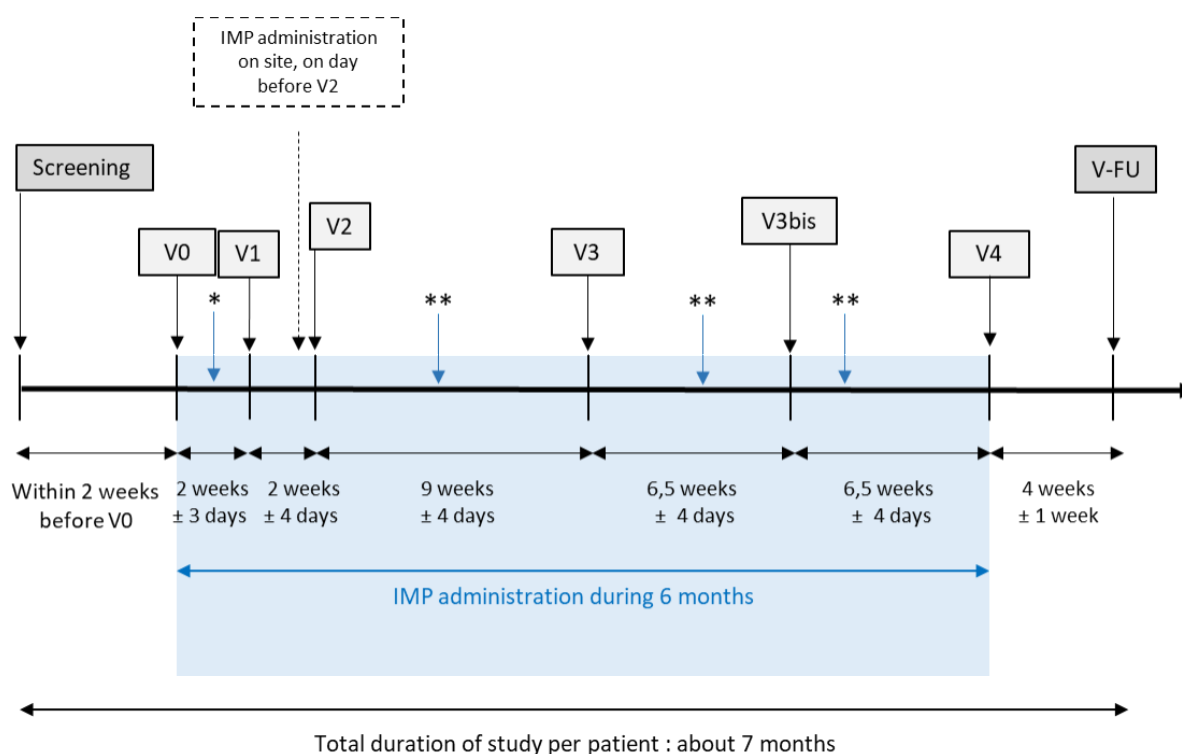 IMP administration
on site, on day
before V2
Screening
V-FU
V2
V3bis
V0
V1
V3
V4
*
**
**
**
Within 2 weeks
before V0
2 weeks
± 3 days
2 weeks
± 4 days
9 weeks
± 4 days
6,5 weeks
± 4 days
6,5 weeks
± 4 days
4 weeks
± 1 week
IMP administration during 6 months
Total duration of study per patient : about 7 months